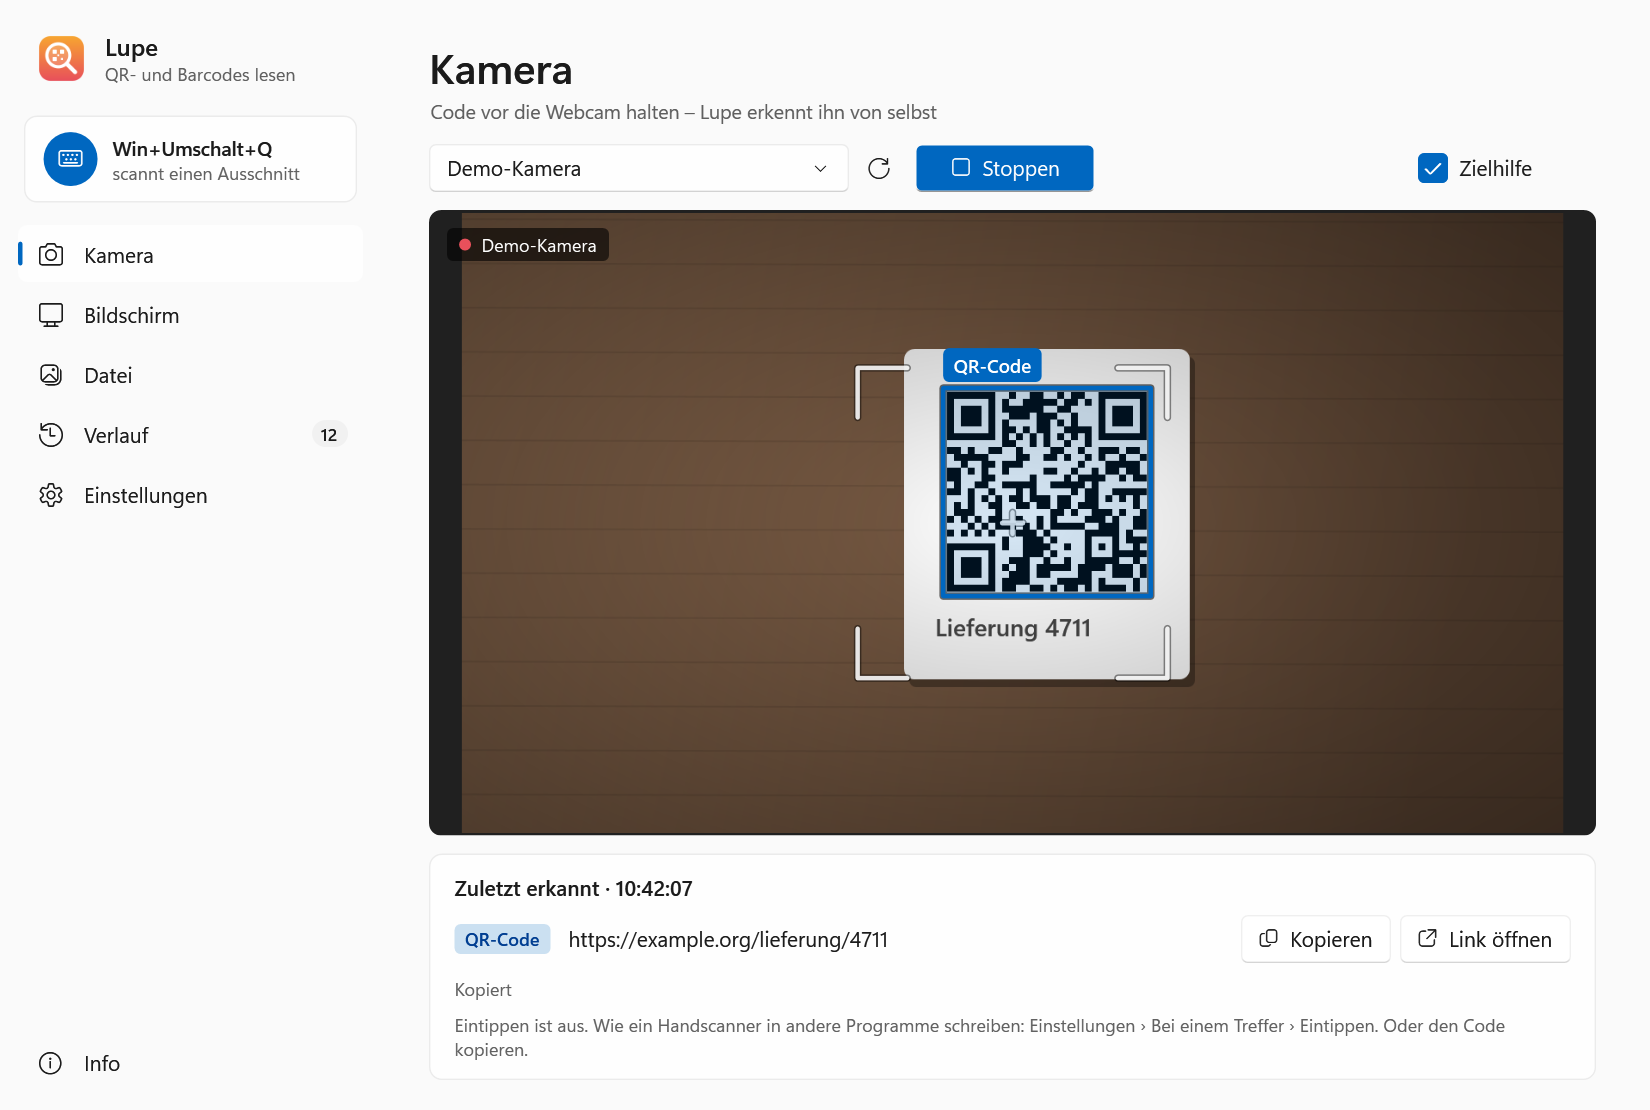 Lupe
QR- und Barcodes lesen
Win+Umschalt+Q
scannt einen Ausschnitt
Kamera
Bildschirm
Datei
Verlauf 12
Einstellungen
Info
Kamera
Code vor die Webcam halten – Lupe erkennt ihn von selbst
Demo-Kamera
Stoppen
Zielhilfe
Demo-Kamera
QR-Code
Lieferung 4711
Zuletzt erkannt · 10:42:07
QR-Code https://example.org/lieferung/4711
Kopieren
Link öffnen
Kopiert
Eintippen ist aus. Wie ein Handscanner in andere Programme schreiben: Einstellungen › Bei einem Treffer › Eintippen. Oder den Code
kopieren.